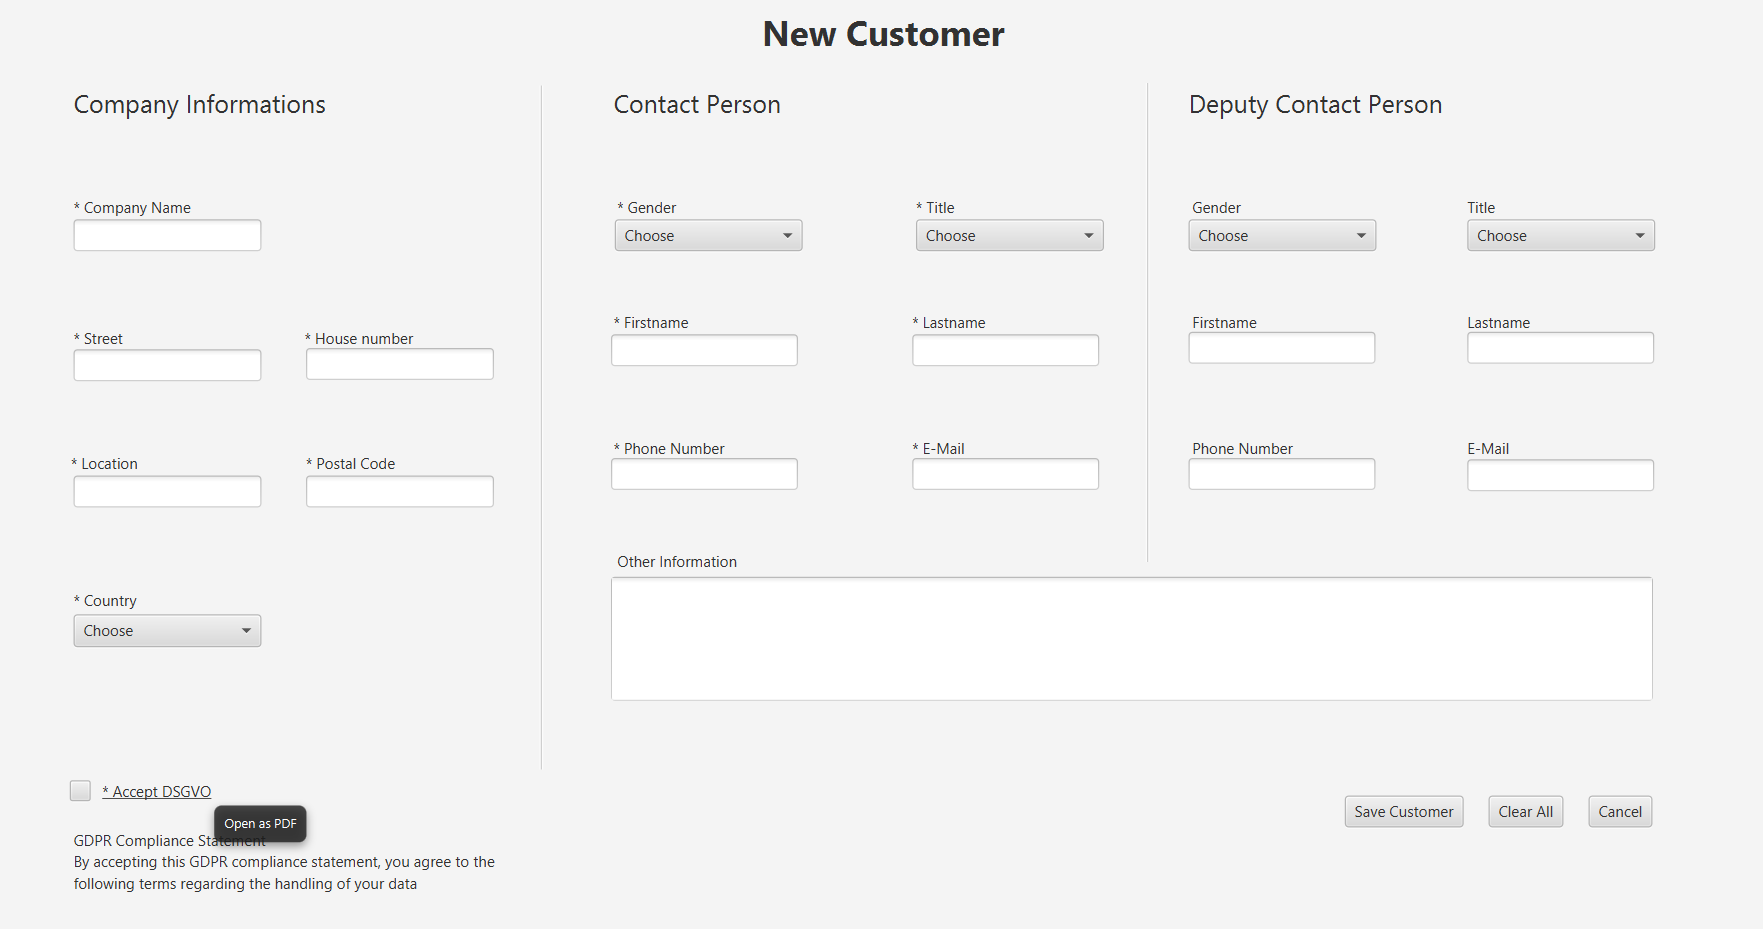 New Customer
Company Informations
* Company Name
* Street
* House number
* Location
* Postal Code
* Country
Choose
* Accept DSGVO
Open as PDF
GDPR Compliance Statement
By accepting this GDPR compliance statement, you agree to the
following terms regarding the handling of your data
Contact Person
* Gender
* Title
Choose
Choose
* Firstname
* Lastname
* Phone Number
* E-Mail
Deputy Contact Person
Gender
Title
Choose
Choose
Firstname
Lastname
Phone Number
E-Mail
Other Information
Save Customer
Clear All
Cancel